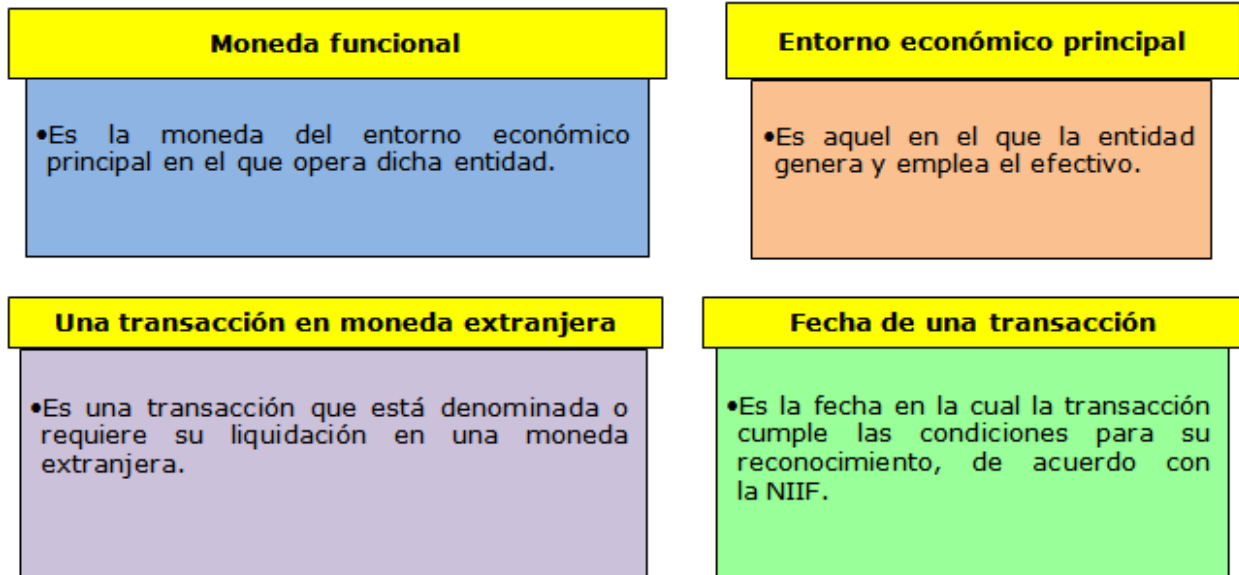 Moneda funcional
•Es la moneda del entorno económico
principal en el que opera dicha entidad.
Entorno económico principal
•Es aquel en el que la entidad
genera y emplea el efectivo.
Una transacción en moneda extranjera
•Es una transacción que está denominada o
requiere su liquidación en una moneda
extranjera.
Fecha de una transacción
•Es la fecha en la cual la transacción
cumple las condiciones para su
reconocimiento, de acuerdo con
la NIIF.